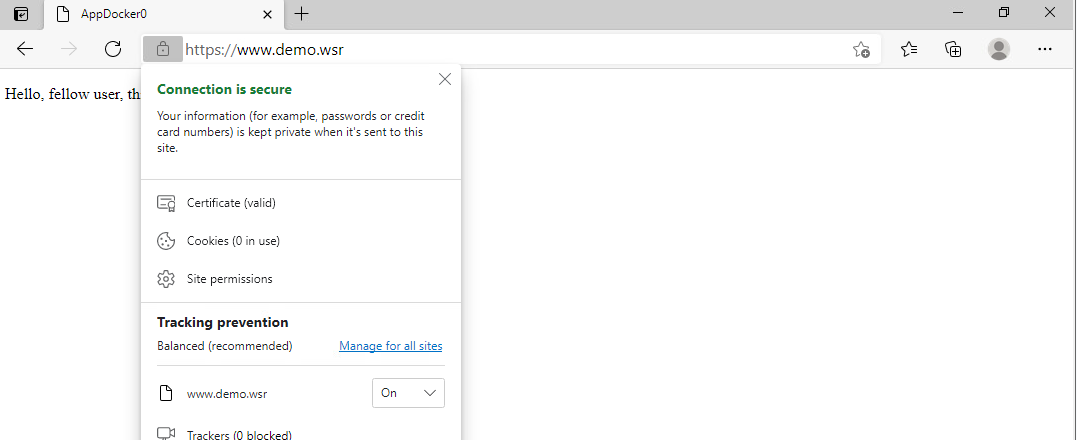 AppDocker0
https://www.demo.wsr
Hello, fellow user, th
Connection is secure
Your information (for example, passwords or credit
card numbers) is kept private when it's sent to this
site.
Certificate (valid)
Cookies (0 in use)
Site permissions
Tracking prevention
Balanced (recommended) Manage for all sites
www.demo.wsr On
Trackers (0 blocked)